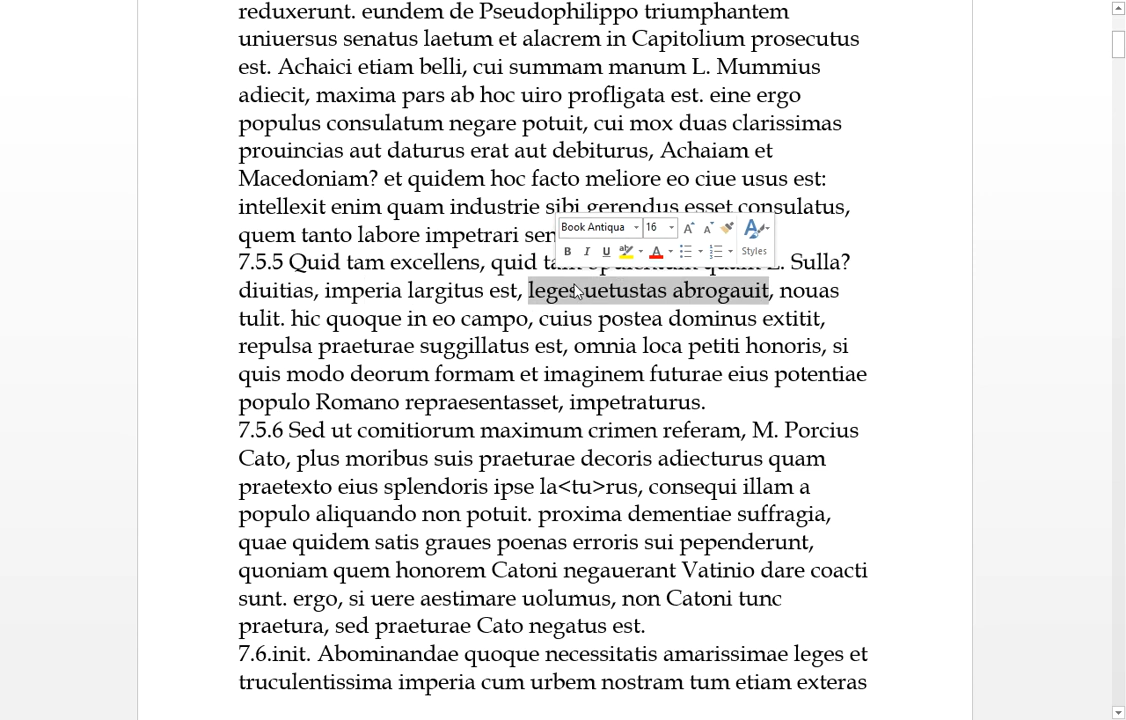 reduxerunt. eundem de Pseudophilippo triumphantem
uniuersus senatus laetum et alacrem in Capitolium prosecutus
est. Achaici etiam belli, cui summam manum L. Mummius
adiecit, maxima pars ab hoc uiro profligata est. eine ergo
populus consulatum negare potuit, cui mox duas clarissimas
prouincias aut daturus erat aut debiturus, Achaiam et
Macedoniam? et quidem hoc facto meliore eo ciue usus est:
intellexit enim quam industrie sibi gerendus esset consulatus,
quem tanto labore impetrari
Book Antiqua 16 A A Styles
B I U ab A
7.5.5 Quid tam excellens, quid L. Sulla?
diuitias, imperia largitus est, leges uetustas abrogauit, nouas
tulit. hic quoque in eo campo, cuius postea dominus extitit,
repulsa praeturae suggillatus est, omnia loca petiti honoris, si
quis modo deorum formam et imaginem futurae eius potentiae
populo Romano repraesentasset, impetraturus.
7.5.6 Sed ut comitiorum maximum crimen referam, M. Porcius
Cato, plus moribus suis praeturae decoris adiecturus quam
praetexto eius splendoris ipse la<tu>rus, consequi illam a
populo aliquando non potuit. proxima dementiae suffragia,
quae quidem satis graues poenas erroris sui pependerunt,
quoniam quem honorem Catoni negauerant Vatinio dare coacti
sunt. ergo, si uere aestimare uolumus, non Catoni tunc
praetura, sed praeturae Cato negatus est.
7.6.init. Abominandae quoque necessitatis amarissimae leges et
truculentissima imperia cum urbem nostram tum etiam exteras